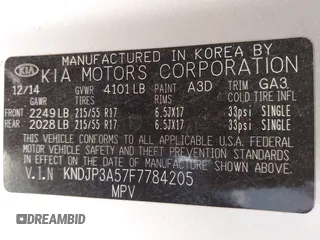 MANUFACTURED IN KOREA BY
KIA KIA MOTORS CORPORATION
12/14 GVWR 4101LB PAINT A3D TRIM GA3
GAWR TIRES RIMS COLD TIRE INFL
FRONT 2249LB 215/55 R17 6.5JX17 33psi SINGLE
REAR 2028LB 215/55 R17 6.5JX17 33psi SINGLE
THIS VEHICLE CONFORMS TO ALL APPLICABLE U.S.A. FEDERAL
MOTOR VEHICLE SAFETY, BUMPER, AND THEFT PREVENTION
STANDARDS IN EFFECT ON THE DATE OF MANUFACTURE SHOWN
ABOVE.
V.I.N KNDJP3A57F7784205
MPV
DREAMBID